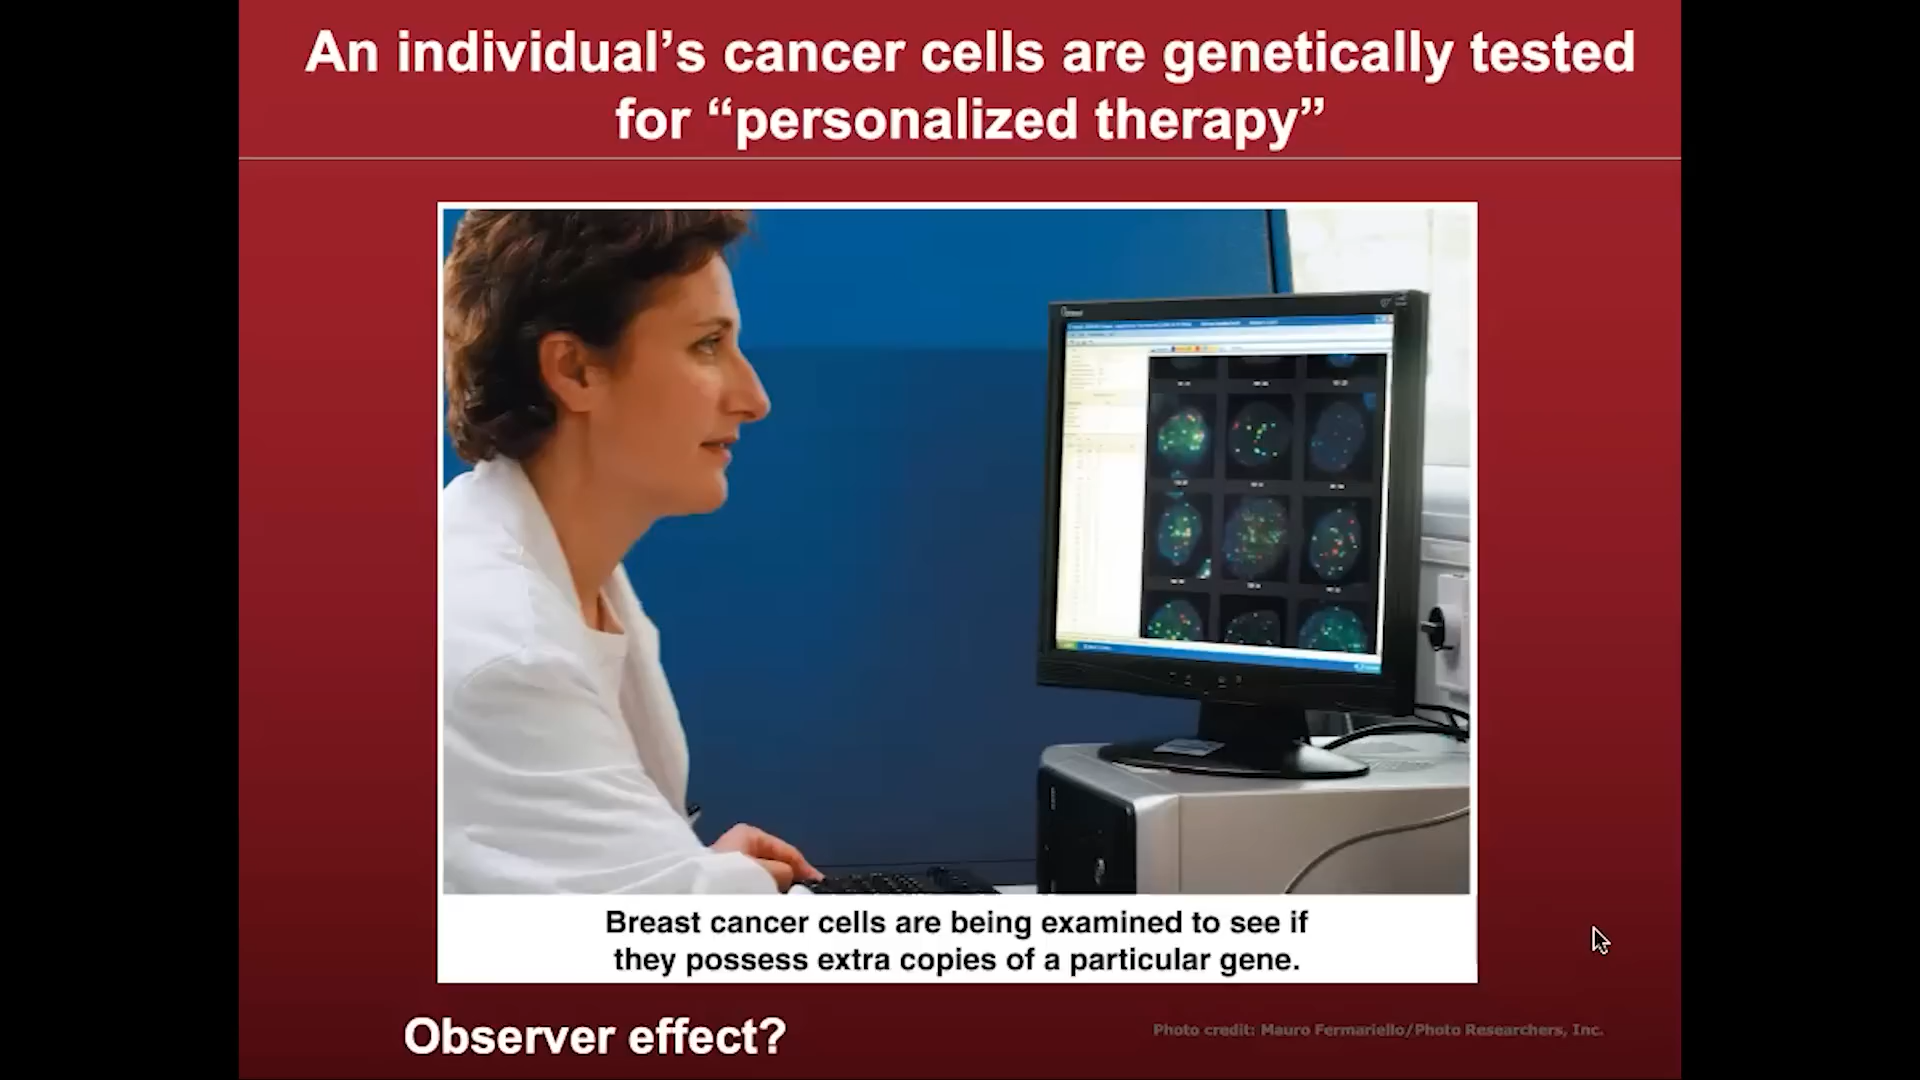 An individual’s cancer cells are genetically tested
for “personalized therapy”
Breast cancer cells are being examined to see if
they possess extra copies of a particular gene.
Observer effect?
Photo credit: Mauro Fermariello/Photo Researchers, Inc.